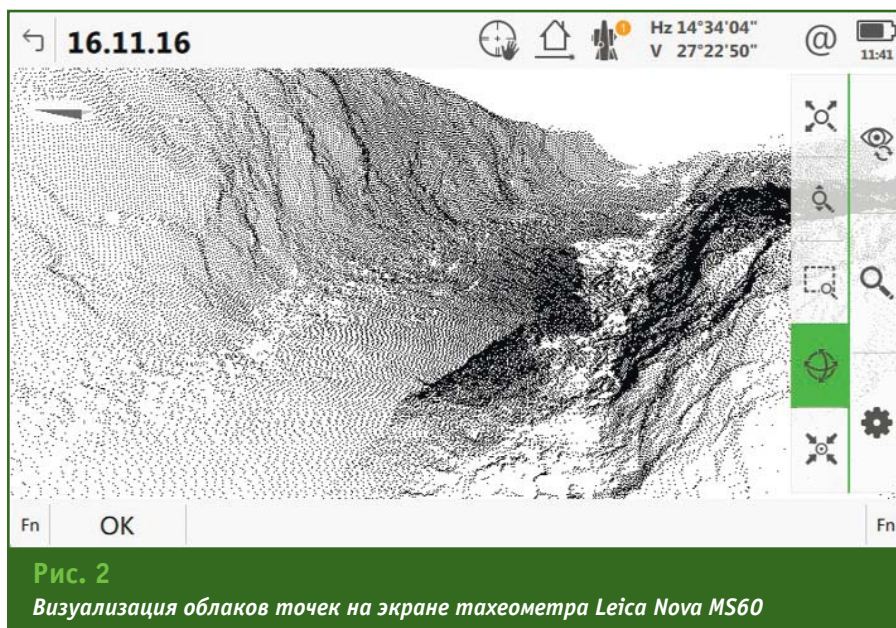 16.11.16
1
Hz 14°34'04"
V 27°22'50"
@
11:41
Fn
OK
Fn
Рис. 2
Визуализация облаков точек на экране тахеометра Leica Nova MS60